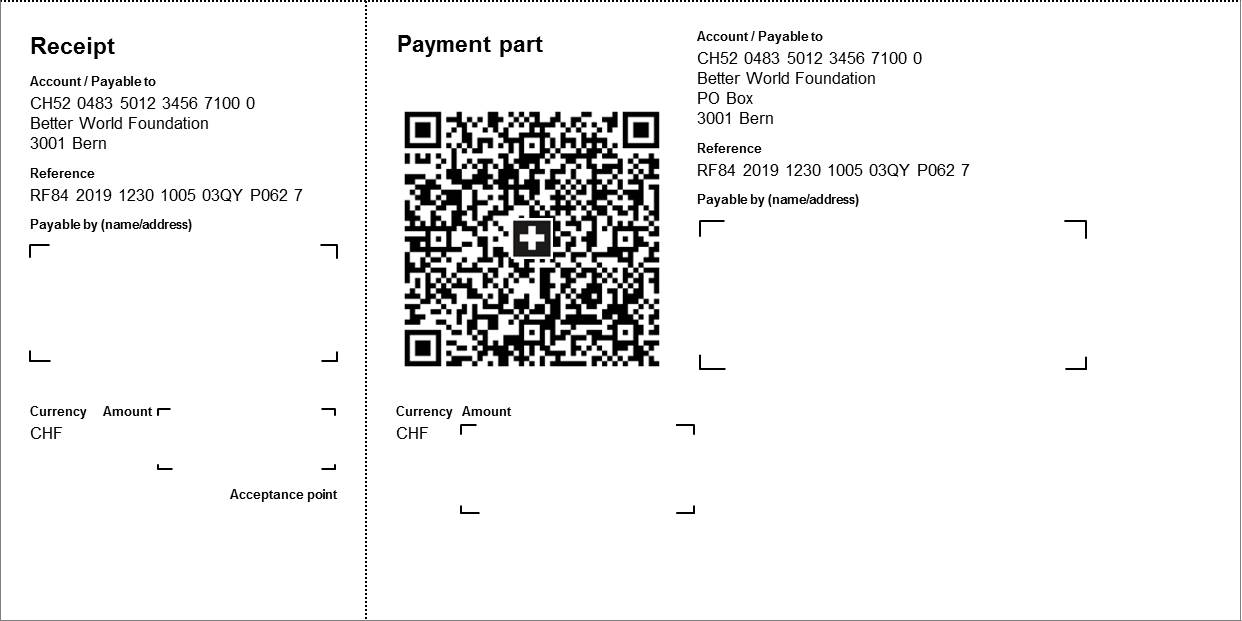 Receipt
Account / Payable to
CH52 0483 5012 3456 7100 0
Better World Foundation
3001 Bern
Reference
RF84 2019 1230 1005 03QY P062 7
Payable by (name/address)
Currency Amount
CHF
Acceptance point
Payment part
Currency Amount
CHF
Account / Payable to
CH52 0483 5012 3456 7100 0
Better World Foundation
PO Box
3001 Bern
Reference
RF84 2019 1230 1005 03QY P062 7
Payable by (name/address)